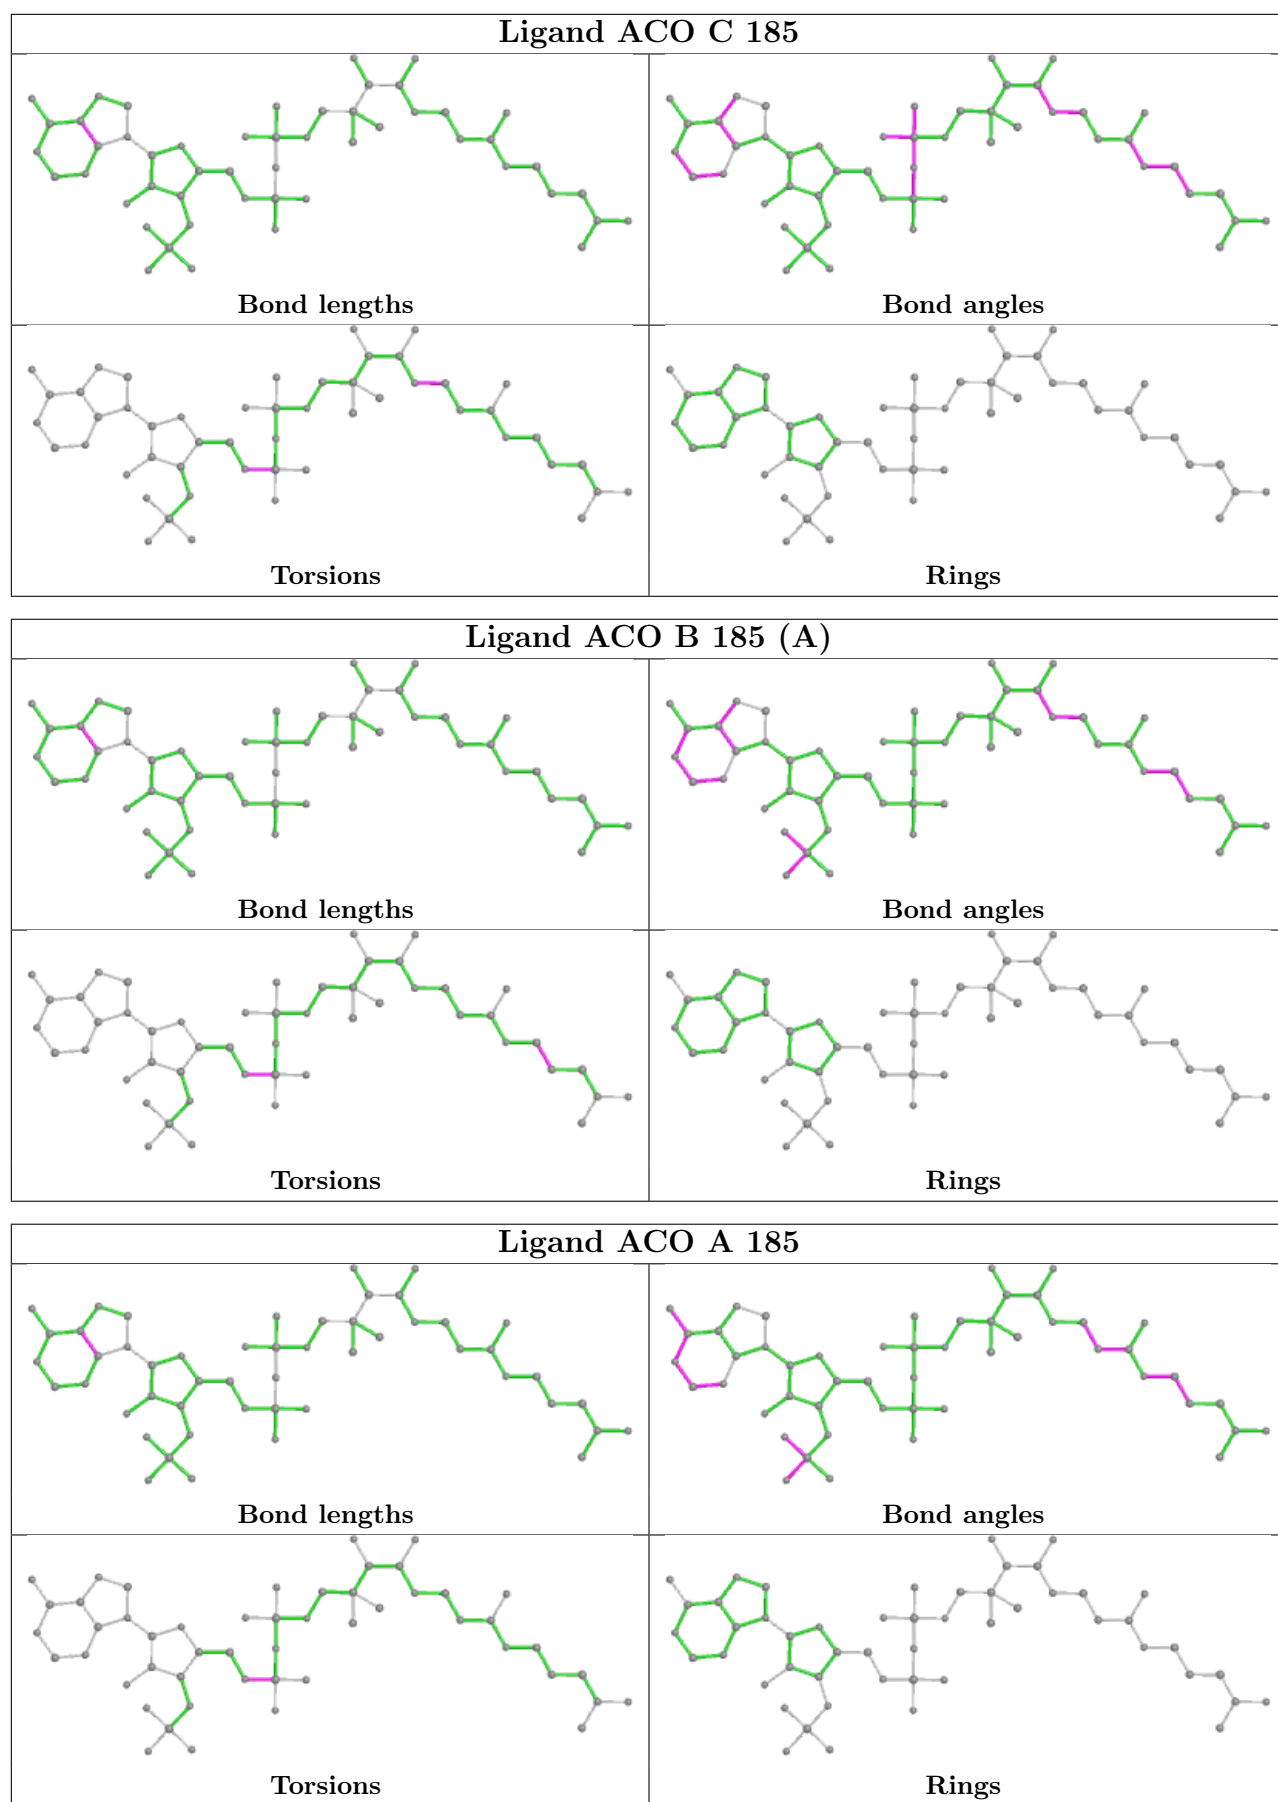 Ligand ACO C 185
Bond lengths
Bond angles
Torsions
Rings
Ligand ACO B 185 (A)
Bond lengths
Bond angles
Torsions
Rings
Ligand ACO A 185
Bond lengths
Bond angles
Torsions
Rings